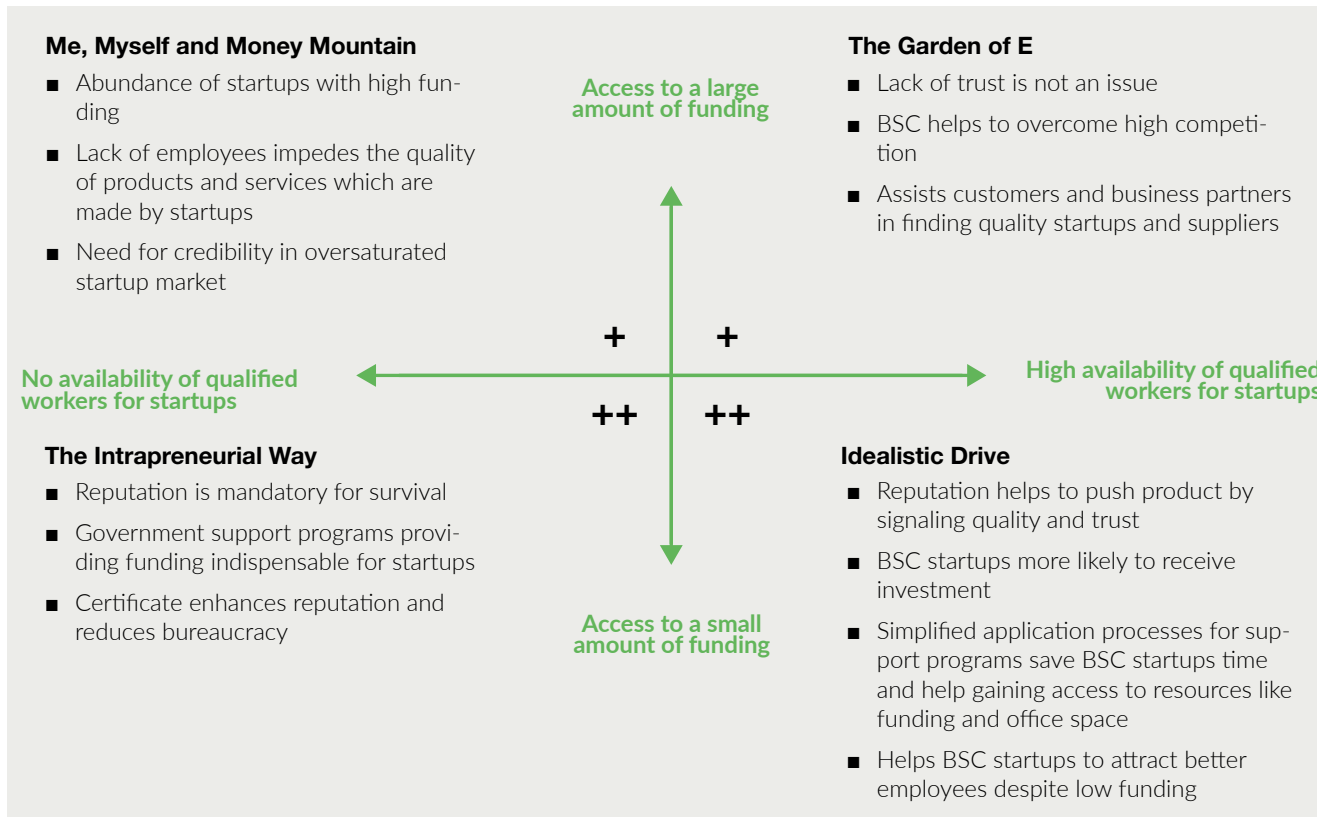 Me, Myself and Money Mountain
■ Abundance of startups with high fun-
ding
■ Lack of employees impedes the quality
of products and services which are
made by startups
■ Need for credibility in oversaturated
startup market
Access to a large
amount of funding
The Garden of E
■ Lack of trust is not an issue
■ BSC helps to overcome high competi-
tion
■ Assists customers and business partners
in finding quality startups and suppliers
+ +
No availability of qualified
workers for startups
High availability of qualified
workers for startups
++ ++
The Intrapreneurial Way
■ Reputation is mandatory for survival
■ Government support programs provi-
ding funding indispensable for startups
■ Certificate enhances reputation and
reduces bureaucracy
Access to a small
amount of funding
Idealistic Drive
■ Reputation helps to push product by
signaling quality and trust
■ BSC startups more likely to receive
investment
■ Simplified application processes for sup-
port programs save BSC startups time
and help gaining access to resources like
funding and office space
■ Helps BSC startups to attract better
employees despite low funding